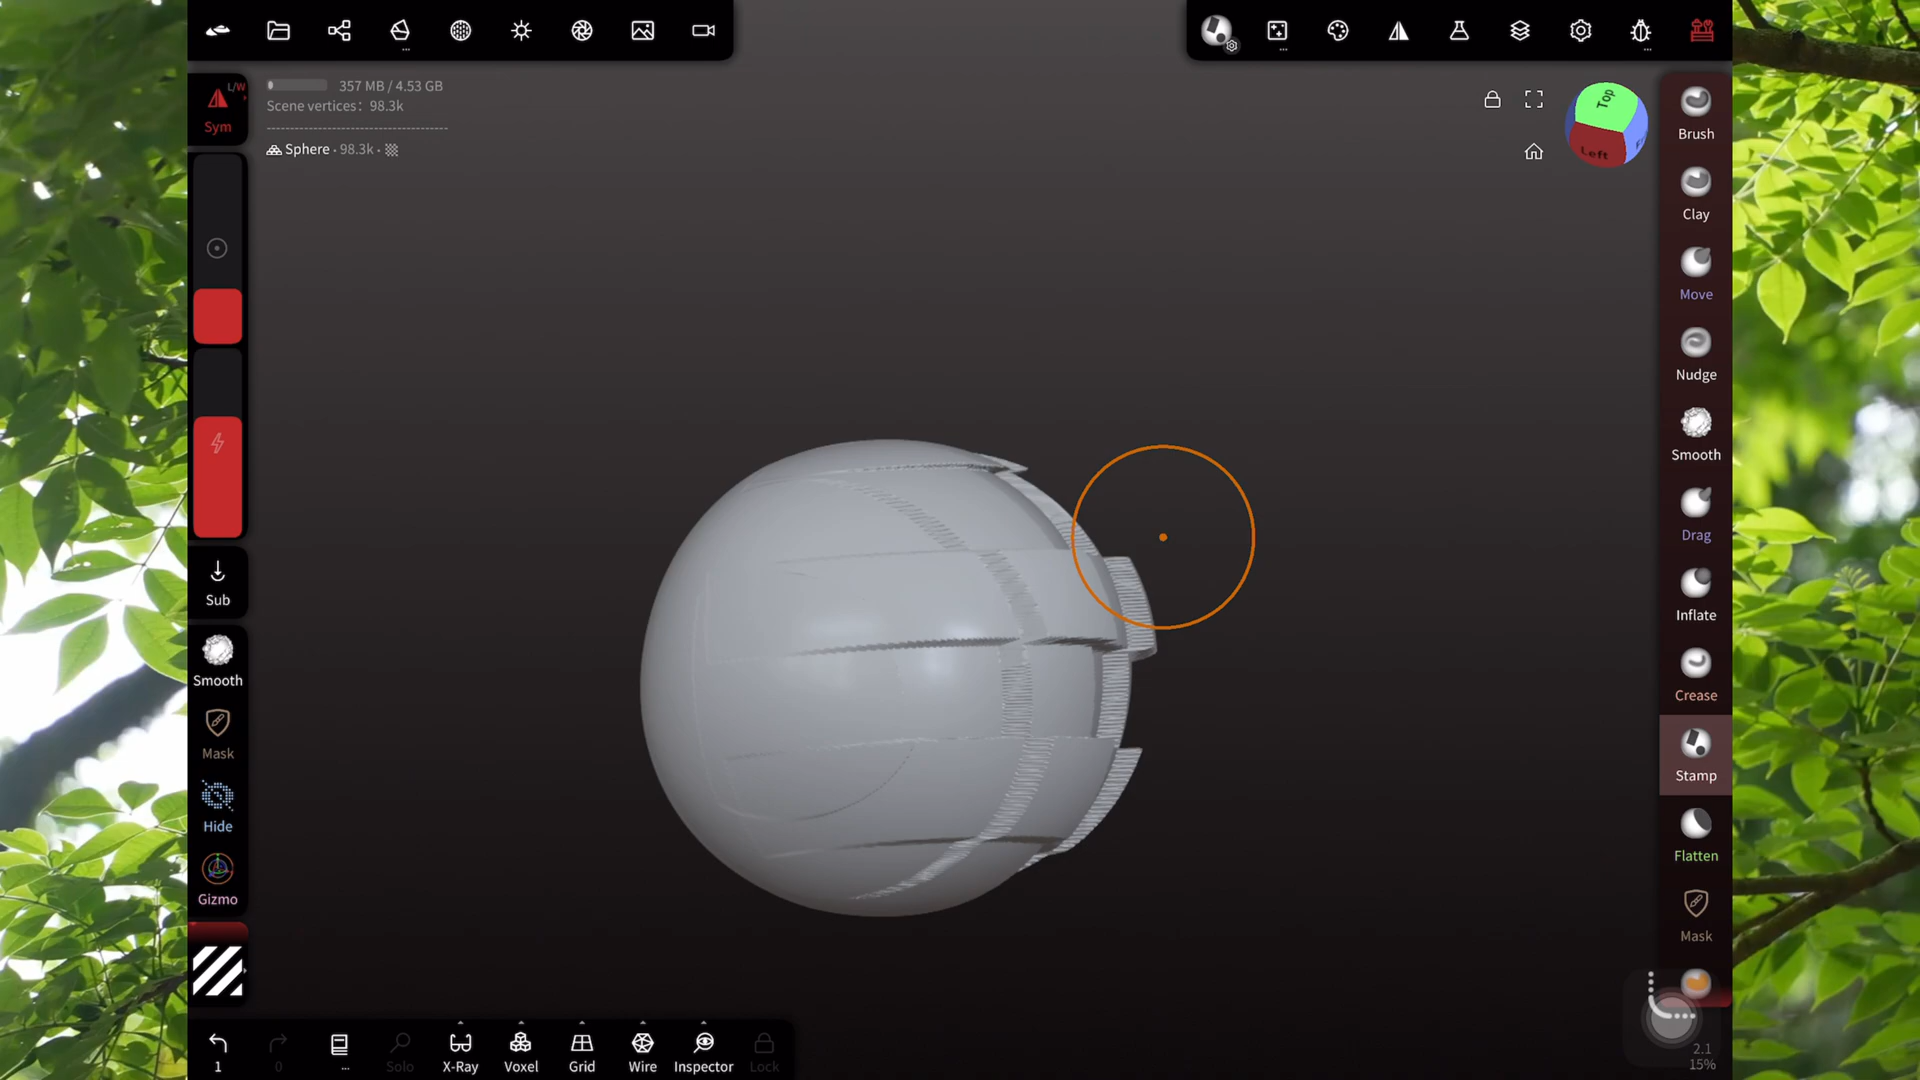 L/W
Sym
357 MB / 4.53 GB
Scene vertices: 98.3k
Sphere · 98.3k ·
Top
Left
Brush
Clay
Move
Nudge
Smooth
Drag
Inflate
Crease
Stamp
Flatten
Mask
Sub
Smooth
Mask
Hide
Gizmo
1
0
...
Solo
X-Ray
Voxel
Grid
Wire
Inspector
Lock
2.1
15%